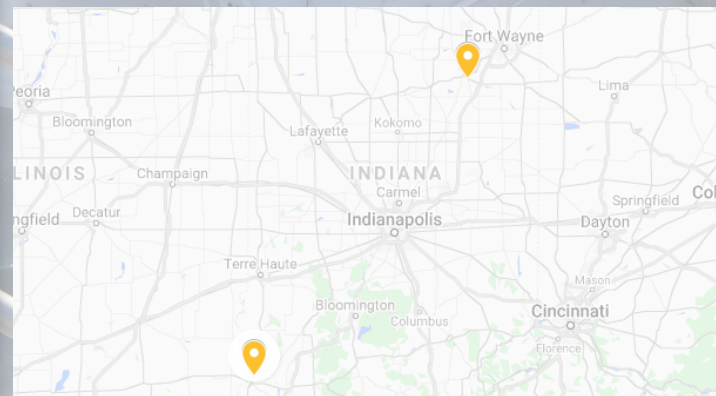 Fort Wayne
Peoria
Lima
Bloomington
Kokomo
Lafayette
LINOIS
Champaign
INDIANA
Carmel
Springfield
Col
ngfield
Decatur
Indianapolis
Dayton
Terre Haute
Mason
Bloomington
Columbus
Cincinnati
Florence